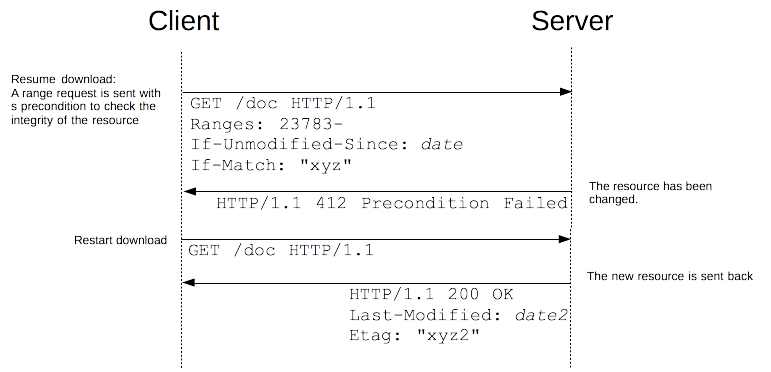 Client
Server
Resume download:
A range request is sent with
s precondition to check the
integrity of the resource
GET /doc HTTP/1.1
Ranges: 23783-
If-Unmodified-Since: date
If-Match: "xyz"
The resource has been
changed.
HTTP/1.1 412 Precondition Failed
Restart download
GET /doc HTTP/1.1
The new resource is sent back
HTTP/1.1 200 OK
Last-Modified: date2
Etag: "xyz2"